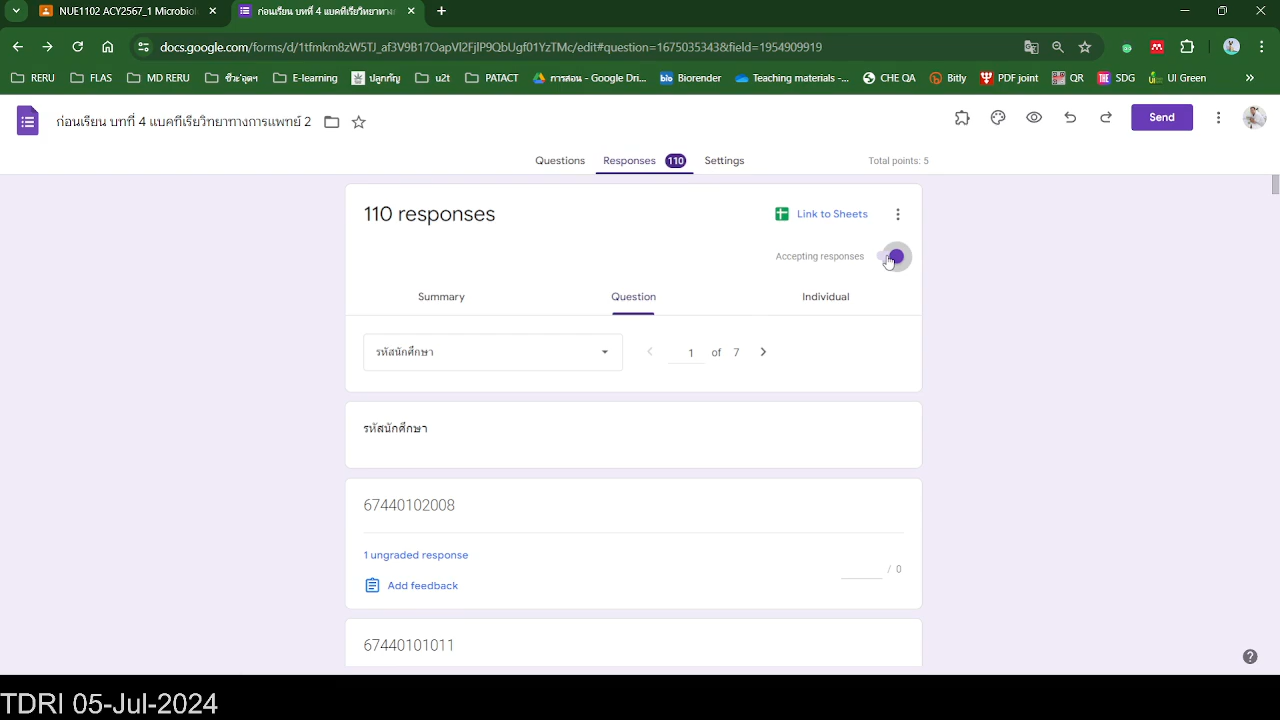 NUE1102 ACY2557_1 Microbiol
ก่อนเรียน บทที่ 4 แบคทีเรียวิทยาทาง
docs.google.com/forms/d/1tfmkm8zW5TJ_af3V9B17OapVl2FjlP9QbUgf01YzTMc/edit#question=1675035343&field=1954909919
RERU FLAS MD RERU ชีวะจุฬา E-learning ปลุกกัญ u2t PATACT การสอน - Google Dri... Biorender Teaching materials -... CHE QA Bitly PDF joint QR SDG UI Green
ก่อนเรียน บทที่ 4 แบคทีเรียวิทยาทางการแพทย์ 2
Send
Questions Responses 110 Settings Total points: 5
110 responses
Link to Sheets
Accepting responses
Summary Question Individual
รหัสนักศึกษา 1 of 7
รหัสนักศึกษา
67440102008
1 ungraded response
/ 0
Add feedback
67440101011
TDRI 05-Jul-2024